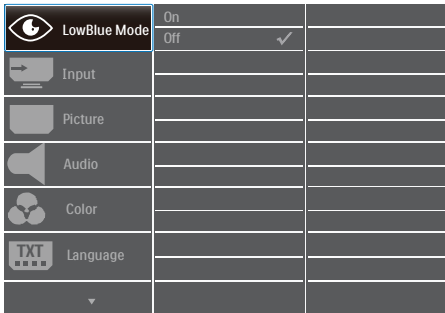 LowBlue Mode
On
Off
Input
Picture
Audio
Color
TXT
Language